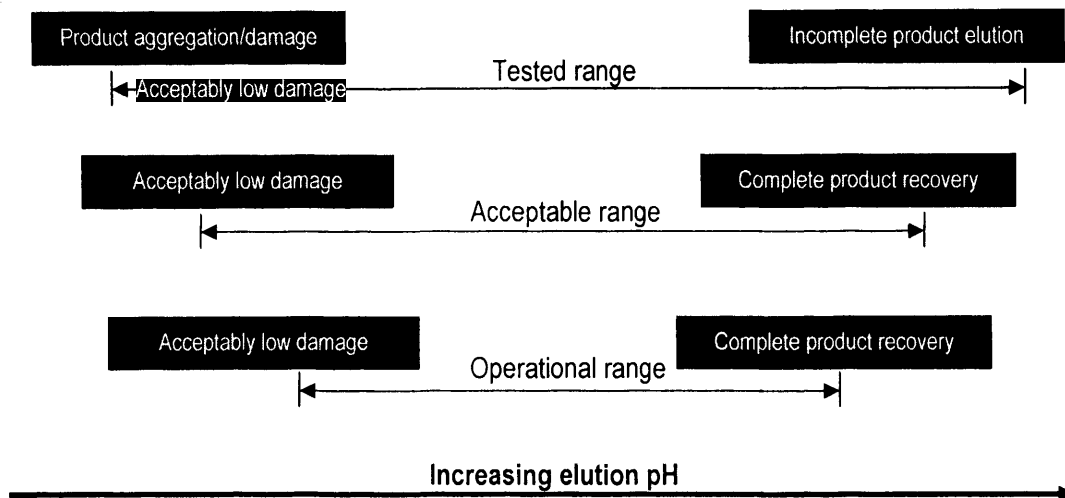 Product aggregation/damage
Incomplete product elution
Tested range
Acceptably low damage
Acceptably low damage
Complete product recovery
Acceptable range
Acceptably low damage
Complete product recovery
Operational range
Increasing elution pH